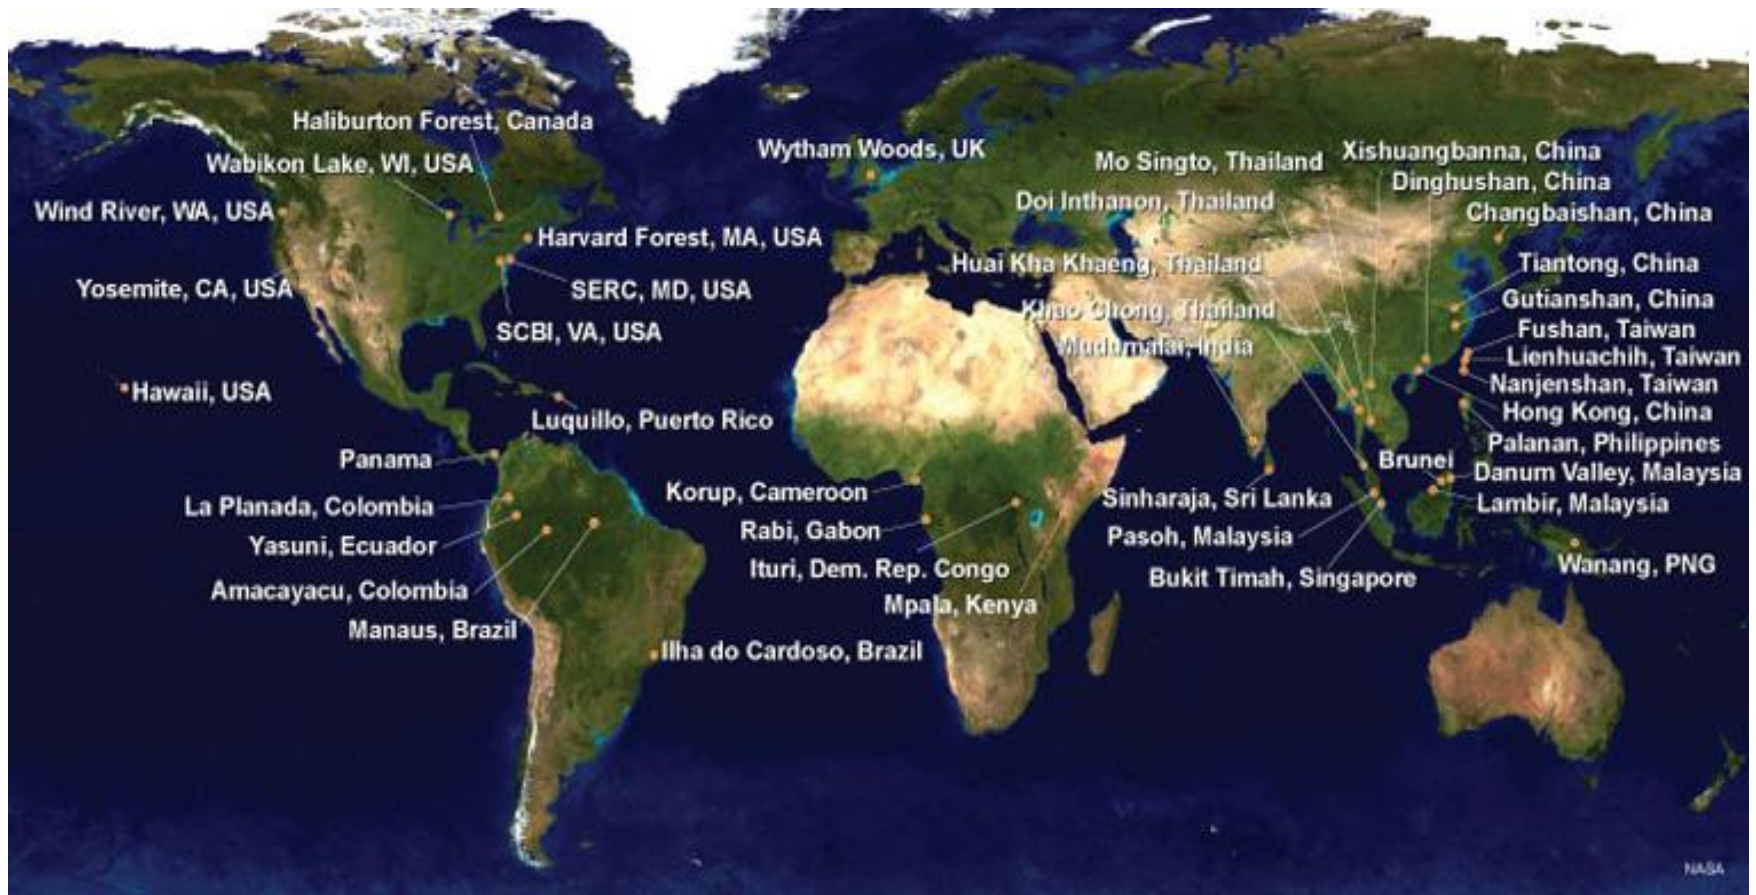 Haliburton Forest, Canada
Wabikon Lake, WI, USA
Wind River, WA, USA
Harvard Forest, MA, USA
Yosemite, CA, USA
SERC, MD, USA
SCBI, VA, USA
Hawaii, USA
Luquillo, Puerto Rico
Panama
La Planada, Colombia
Yasuni, Ecuador
Amacayacu, Colombia
Manaus, Brazil
Ilha do Cardoso, Brazil
Wytham Woods, UK
Korup, Cameroon
Rabi, Gabon
Ituri, Dem. Rep. Congo
Mpala, Kenya
Mo Singto, Thailand
Doi Inthanon, Thailand
Huai Kha Khaeng, Thailand
Khao Chong, Thailand
Mudumalai, India
Xishuangbanna, China
Dinghushan, China
Changbaishan, China
Tiantong, China
Gutianshan, China
Fushan, Taiwan
Lienhuachih, Taiwan
Nanjenshan, Taiwan
Hong Kong, China
Palanan, Philippines
Brunei
Danum Valley, Malaysia
Lambir, Malaysia
Sinharaja, Sri Lanka
Pasoh, Malaysia
Bukit Timah, Singapore
Wanang, PNG
NASA